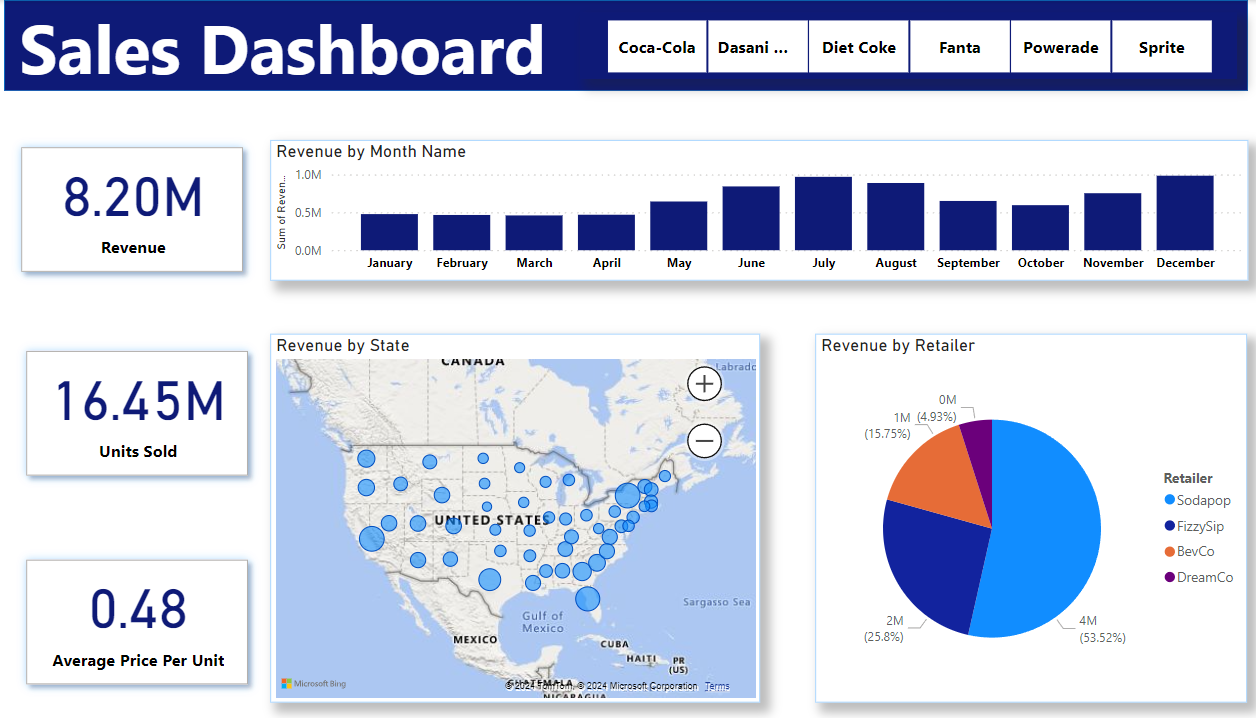 Sales Dashboard
Coca-Cola
Dasani ...
Diet Coke
Fanta
Powerade
Sprite
8.20M
Revenue
Revenue by Month Name
Sum of Reven...
1.0M
0.5M
0.0M
January
February
March
April
May
June
July
August
September
October
November
December
16.45M
Units Sold
0.48
Average Price Per Unit
Revenue by State
CANADA
Labrado
UNITED STATES
Gulf of
Mexico
Sargasso Sea
MEXICO
CUBA
HAITI
PR
(US)
GUATEMALA
NICARAGUA
Microsoft Bing
© 2024 TomTom, © 2024 Microsoft Corporation
Terms
Revenue by Retailer
0M
(4.93%)
1M
(15.75%)
2M
(25.8%)
4M
(53.52%)
Retailer
Sodapop
FizzySip
BevCo
DreamCo